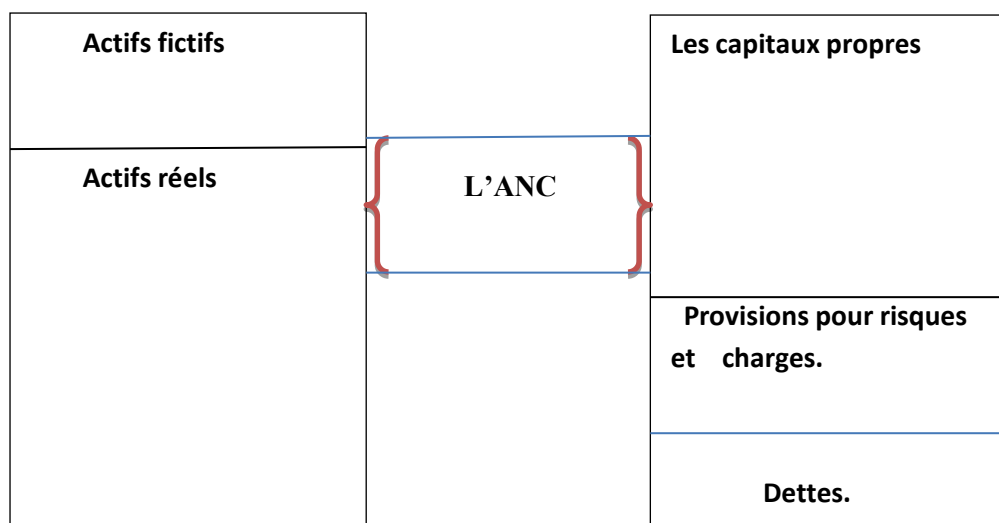 Actifs fictifs
Actifs réels
L’ANC
Les capitaux propres
Provisions pour risques
et charges.
Dettes.